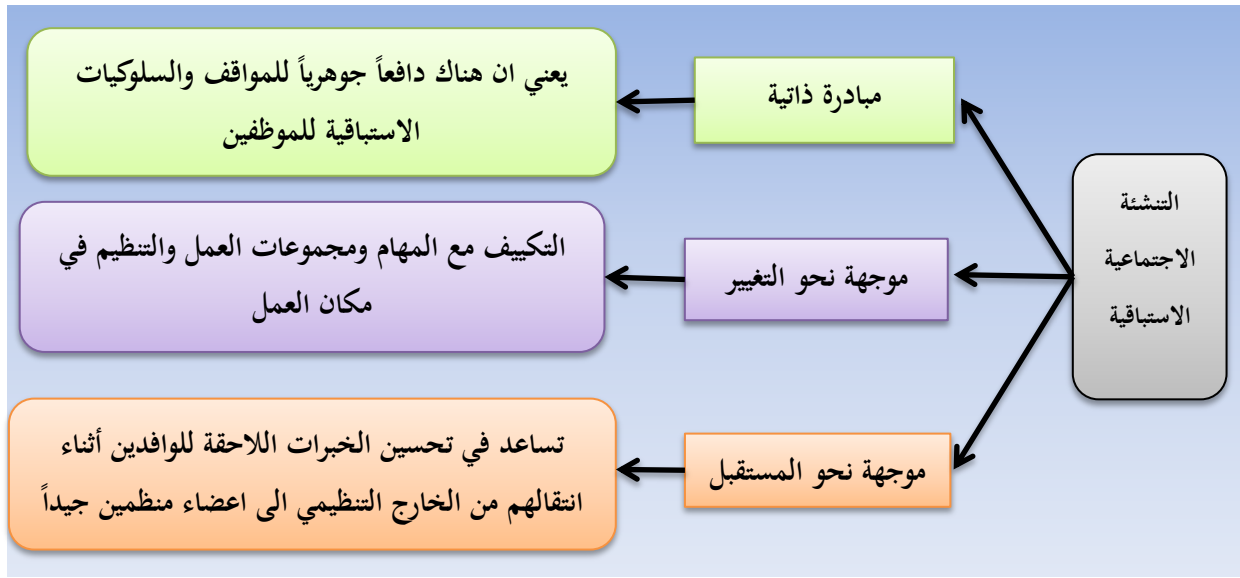 التنشئة
الاجتماعية
الاستباقية
مبادرة ذاتية
يعني ان هناك دافعاً جوهرياً للمواقف والسلوكيات
الاستباقية للموظفين
موجهة نحو التغيير
التكييف مع المهام ومجموعات العمل والتنظيم في
مكان العمل
موجهة نحو المستقبل
تساعد في تحسين الخبرات اللاحقة للوافدين أثناء
انتقالهم من الخارج التنظيمي الى اعضاء منظمين جيداً